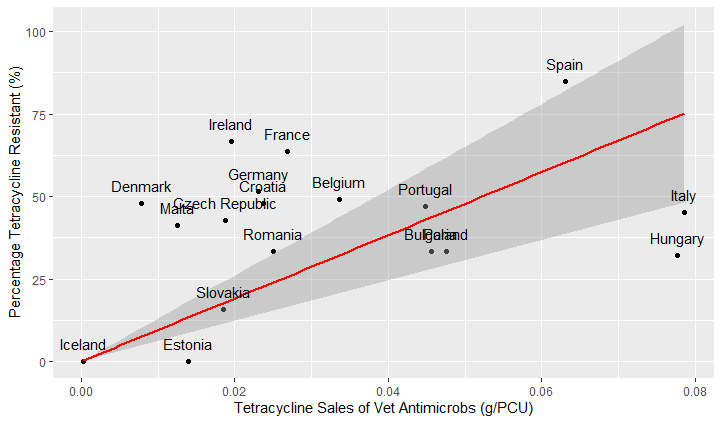 100
75
50
25
0
Percentage Tetracycline Resistant (%)
Spain
Ireland
France
Germany
Croatia
Denmark
Belgium
Portugal
Italy
Malta
Czech Republic
Romania
Bulgaria
Poland
Hungary
Slovakia
Iceland
Estonia
0.00 0.02 0.04 0.06 0.08
Tetracycline Sales of Vet Antimicrobs (g/PCU)